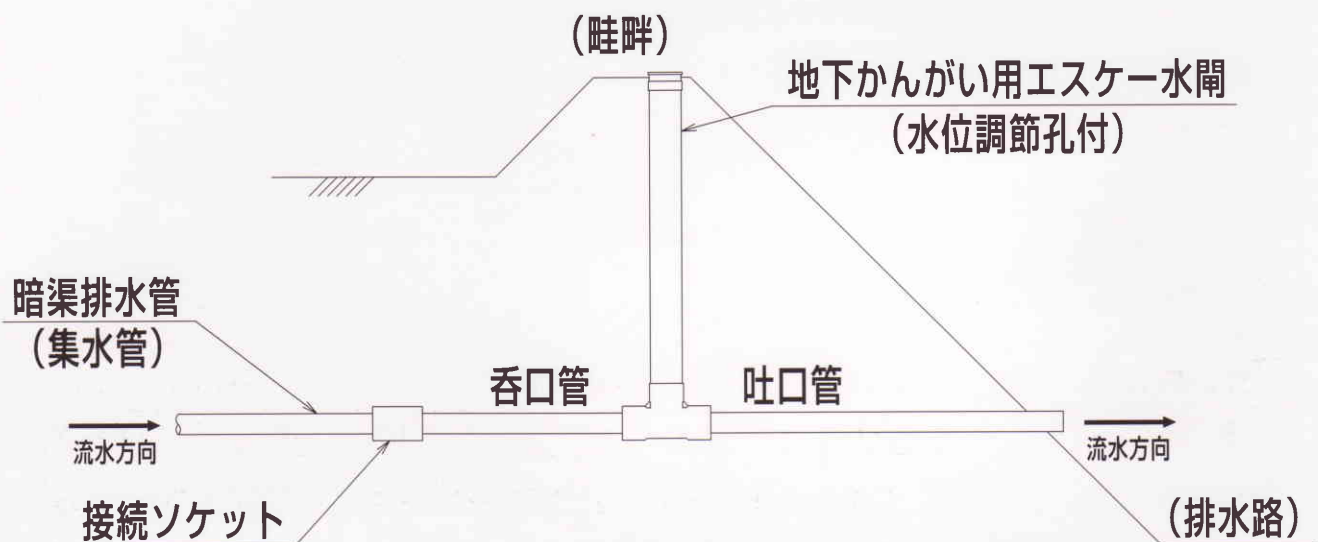 (畦畔)
地下かんがい用エスケー水閘
(水位調節孔付)
暗渠排水管
(集水管)
呑口管
吐口管
流水方向
流水方向
接続ソケット
(排水路)